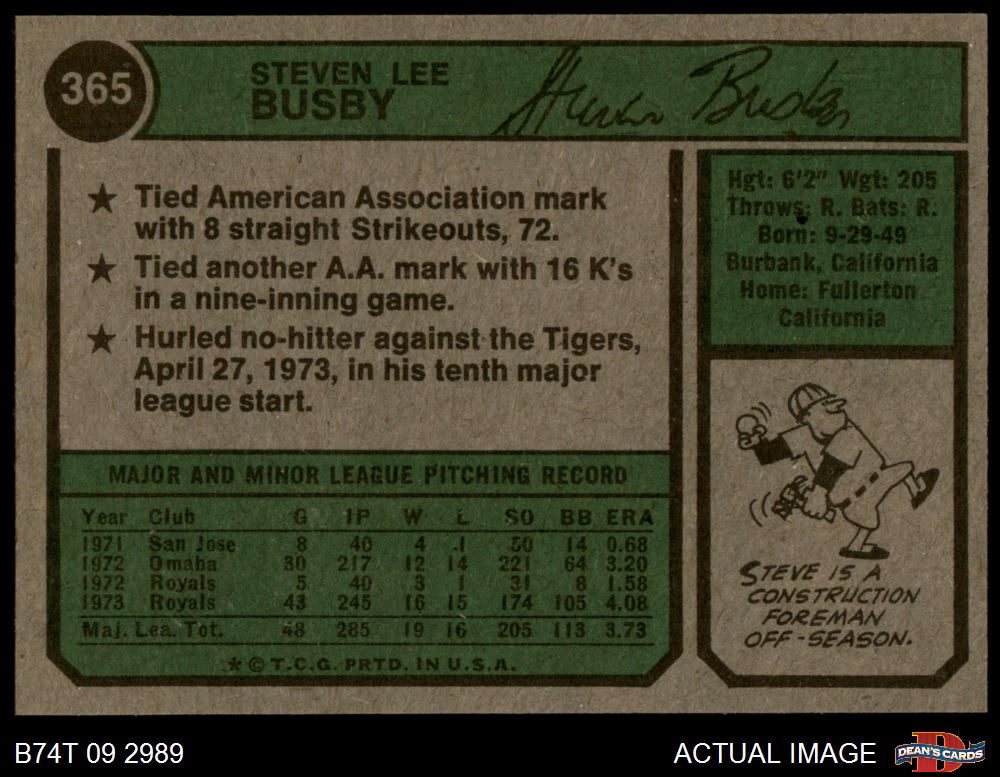 365
STEVEN LEE
BUSBY
Steven Busby
★ Tied American Association mark
with 8 straight Strikeouts, 72.
★ Tied another A.A. mark with 16 K's
in a nine-inning game.
★ Hurled no-hitter against the Tigers,
April 27, 1973, in his tenth major
league start.
Hgt: 6'2" Wgt: 205
Throws: R. Bats: R.
Born: 9-29-49
Burbank, California
Home: Fullerton
California
MAJOR AND MINOR LEAGUE PITCHING RECORD
Year Club G IP W L SO BB ERA
1971 San Jose 8 40 4 1 50 14 0.68
1972 Omaha 30 217 12 14 221 64 3.20
1972 Royals 5 40 3 1 31 8 1.58
1973 Royals 43 245 16 15 174 105 4.08
Maj. Lea. Tot. 48 285 19 16 205 113 3.73
★ © T.C.G. PRTD. IN U.S.A.
STEVE IS A
CONSTRUCTION
FOREMAN
OFF-SEASON.
B74T 09 2989
ACTUAL IMAGE
D
DEAN'S CARDS